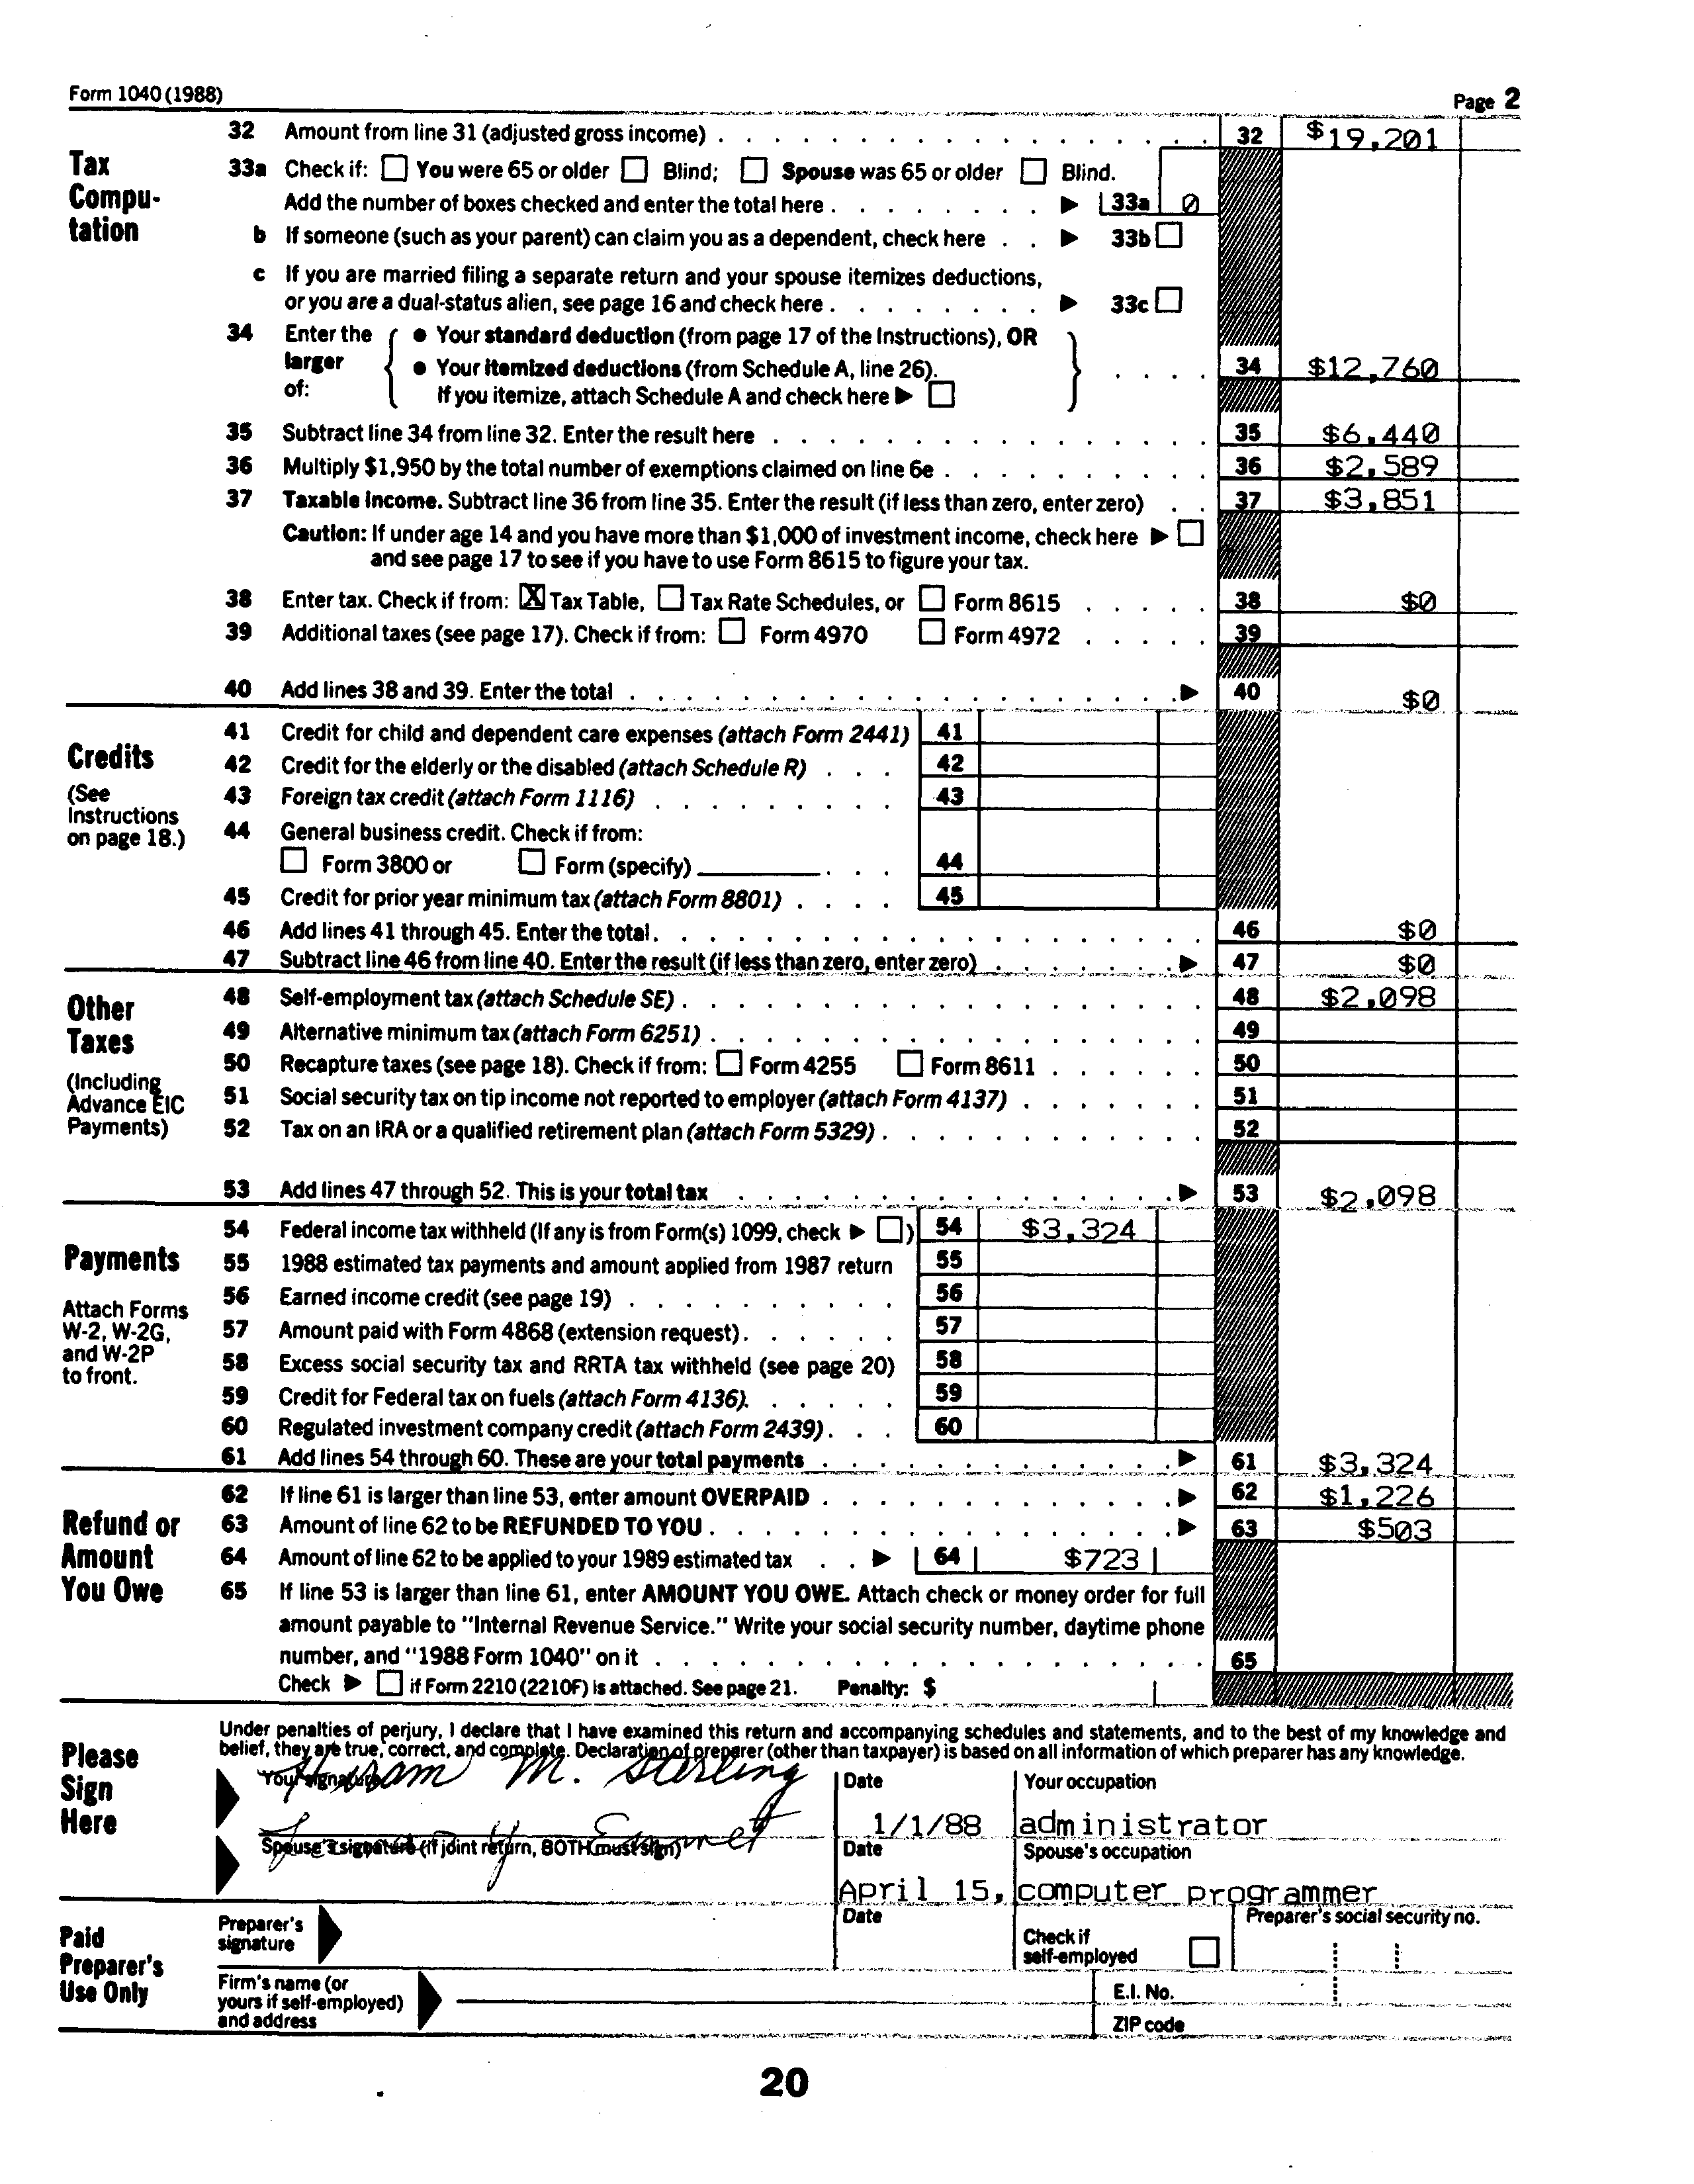 Form 1040 (1988)
Page 2
Tax Compu-tation
32 Amount from line 31 (adjusted gross income) . . . 32 $19,201
33a Check if: ☐ You were 65 or older ☐ Blind; ☐ Spouse was 65 or older ☐ Blind.
Add the number of boxes checked and enter the total here . . . ▶ 33a 0
b If someone (such as your parent) can claim you as a dependent, check here . . ▶ 33b ☐
c If you are married filing a separate return and your spouse itemizes deductions,
or you are a dual-status alien, see page 16 and check here . . . ▶ 33c ☐
34 Enter the larger of: { ● Your standard deduction (from page 17 of the Instructions), OR
● Your itemized deductions (from Schedule A, line 26). } . . . . 34 $12,760
If you itemize, attach Schedule A and check here ▶ ☐
35 Subtract line 34 from line 32. Enter the result here . . . 35 $6,440
36 Multiply $1,950 by the total number of exemptions claimed on line 6e . . . 36 $2,589
37 Taxable income. Subtract line 36 from line 35. Enter the result (if less than zero, enter zero) . . 37 $3,851
Caution: If under age 14 and you have more than $1,000 of investment income, check here ▶ ☐
and see page 17 to see if you have to use Form 8615 to figure your tax.
38 Enter tax. Check if from: ☒ Tax Table, ☐ Tax Rate Schedules, or ☐ Form 8615 . . . 38 $0
39 Additional taxes (see page 17). Check if from: ☐ Form 4970 ☐ Form 4972 . . . 39
40 Add lines 38 and 39. Enter the total . . . ▶ 40 $0
Credits
(See Instructions on page 18.)
41 Credit for child and dependent care expenses (attach Form 2441) 41
42 Credit for the elderly or the disabled (attach Schedule R) . . . 42
43 Foreign tax credit (attach Form 1116) . . . 43
44 General business credit. Check if from:
☐ Form 3800 or ☐ Form (specify) . . . 44
45 Credit for prior year minimum tax (attach Form 8801) . . . . 45
46 Add lines 41 through 45. Enter the total . . . 46 $0
47 Subtract line 46 from line 40. Enter the result (if less than zero, enter zero) . . . ▶ 47 $0
Other Taxes
(Including Advance EIC Payments)
48 Self-employment tax (attach Schedule SE) . . . 48 $2,098
49 Alternative minimum tax (attach Form 6251) . . . 49
50 Recapture taxes (see page 18). Check if from: ☐ Form 4255 ☐ Form 8611 . . . 50
51 Social security tax on tip income not reported to employer (attach Form 4137) . . . 51
52 Tax on an IRA or a qualified retirement plan (attach Form 5329) . . . 52
53 Add lines 47 through 52. This is your total tax . . . ▶ 53 $2,098
Payments
Attach Forms W-2, W-2G, and W-2P to front.
54 Federal income tax withheld (If any is from Form(s) 1099, check ▶ ☐) 54 $3,324
55 1988 estimated tax payments and amount applied from 1987 return 55
56 Earned income credit (see page 19) . . . 56
57 Amount paid with Form 4868 (extension request) . . . 57
58 Excess social security tax and RRTA tax withheld (see page 20) 58
59 Credit for Federal tax on fuels (attach Form 4136). . . . 59
60 Regulated investment company credit (attach Form 2439) . . . 60
61 Add lines 54 through 60. These are your total payments . . . ▶ 61 $3,324
Refund or Amount You Owe
62 If line 61 is larger than line 53, enter amount OVERPAID . . . ▶ 62 $1,226
63 Amount of line 62 to be REFUNDED TO YOU . . . ▶ 63 $503
64 Amount of line 62 to be applied to your 1989 estimated tax . . ▶ 64 $723
65 If line 53 is larger than line 61, enter AMOUNT YOU OWE. Attach check or money order for full
amount payable to "Internal Revenue Service." Write your social security number, daytime phone
number, and "1988 Form 1040" on it . . . 65
Check ▶ ☐ if Form 2210 (2210F) is attached. See page 21. Penalty: $
Please Sign Here
Under penalties of perjury, I declare that I have examined this return and accompanying schedules and statements, and to the best of my knowledge and
belief, they are true, correct, and complete. Declaration of preparer (other than taxpayer) is based on all information of which preparer has any knowledge.
Your signature M. Sterling
Date 1/1/88
Your occupation administrator
Spouse's signature (if joint return, BOTH must sign) Emmet
Date April 15,
Spouse's occupation computer programmer
Paid Preparer's Use Only
Preparer's signature
Date
Check if self-employed ☐
Preparer's social security no.
Firm's name (or yours if self-employed) and address
E.I. No.
ZIP code
20